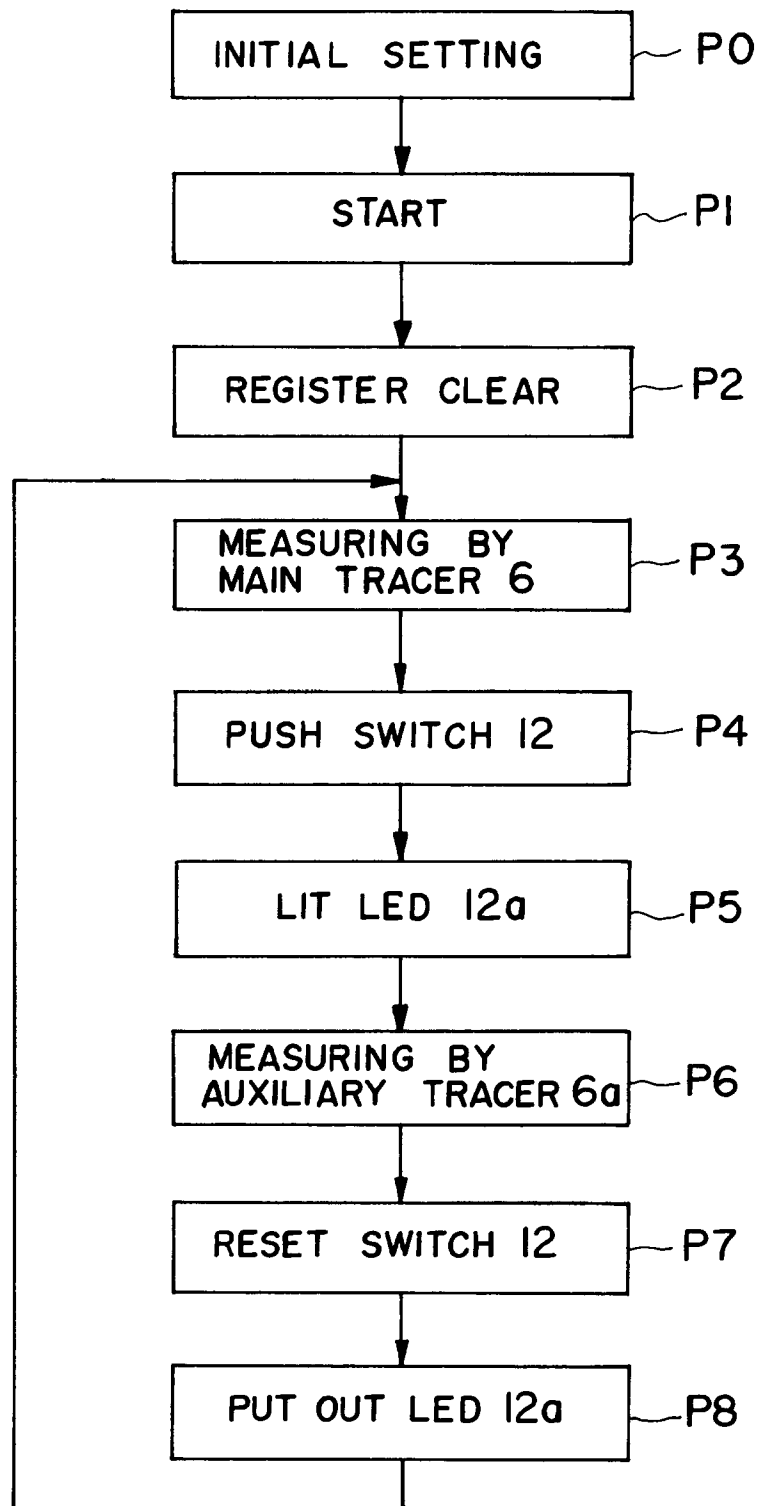 INITIAL SETTING
P0
START
P1
REGISTER CLEAR
P2
MEASURING BY
MAIN TRACER 6
P3
PUSH SWITCH 12
P4
LIT LED 12a
P5
MEASURING BY
AUXILIARY TRACER 6a
P6
RESET SWITCH 12
P7
PUT OUT LED 12a
P8